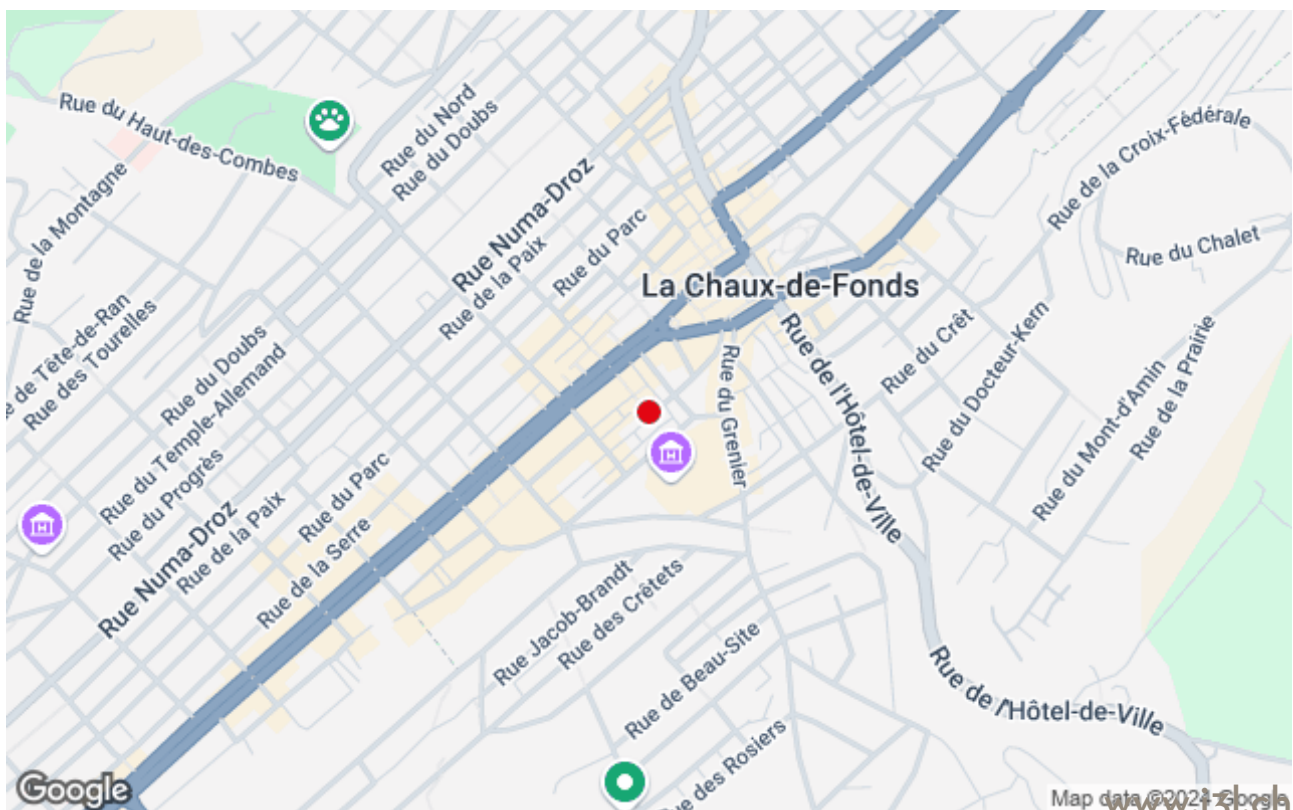 Rue du Nord
Rue du Doubs
Rue du Haut-des-Combes
Rue de la Croix-Fédérale
Rue de la Montagne
Rue Numa-Droz
Rue du Parc
Rue de la Paix
Rue du Chalet
La Chaux-de-Fonds
e de Tête-de-Ran
Rue des Tourelles
Rue du Doubs
Rue du Temple-Allemand
Rue du Progrès
Rue du Crêt
Rue du Docteur-Kern
Rue du Grenier
Rue de l'Hôtel-de-Ville
Rue du Mont-d'Amin
Rue de la Prairie
Rue du Parc
Rue de la Paix
Rue Numa-Droz
Rue de la Serre
Rue Jacob-Brandt
Rue des Crêtets
Rue de Beau-Site
Rue de l'Hôtel-de-Ville
Rue des Rosiers
Google
Map data ©2024 Google